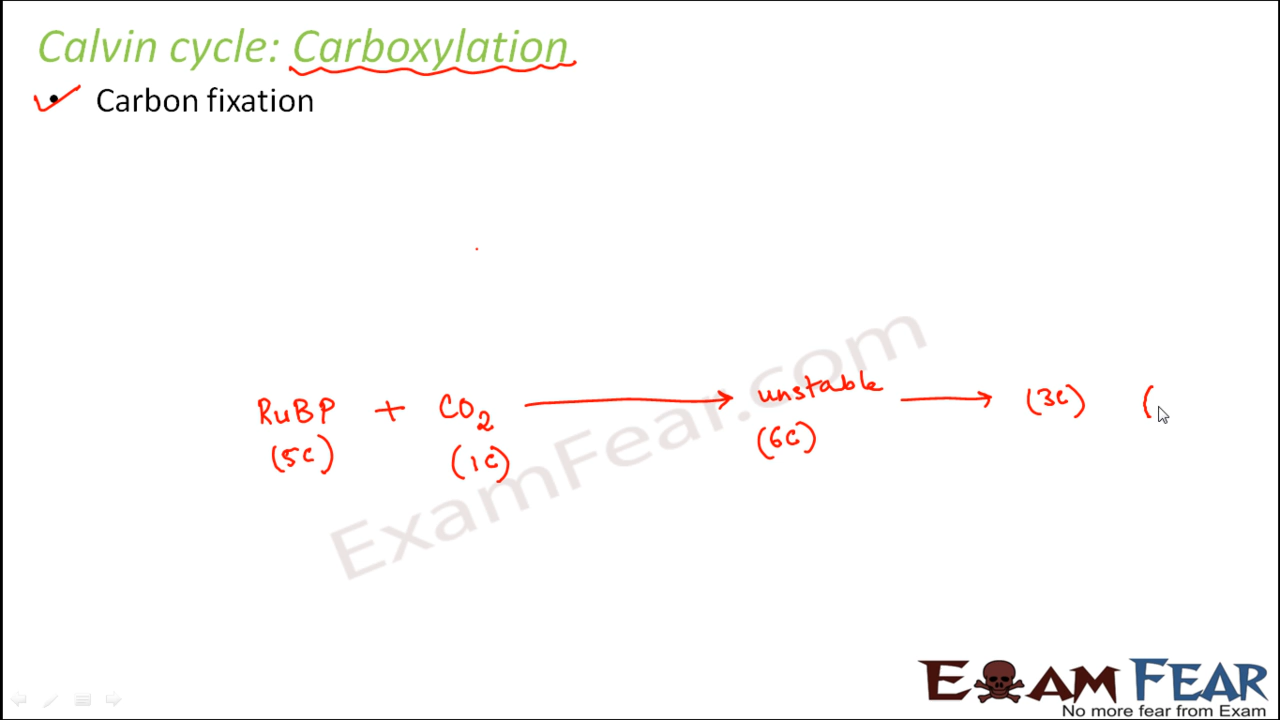 Calvin cycle: Carboxylation
• Carbon fixation
RuBP + CO2 → unstable → (3C) (
(5C) (1C) (6C)
ExamFear.com
EXAM FEAR
No more fear from Exam